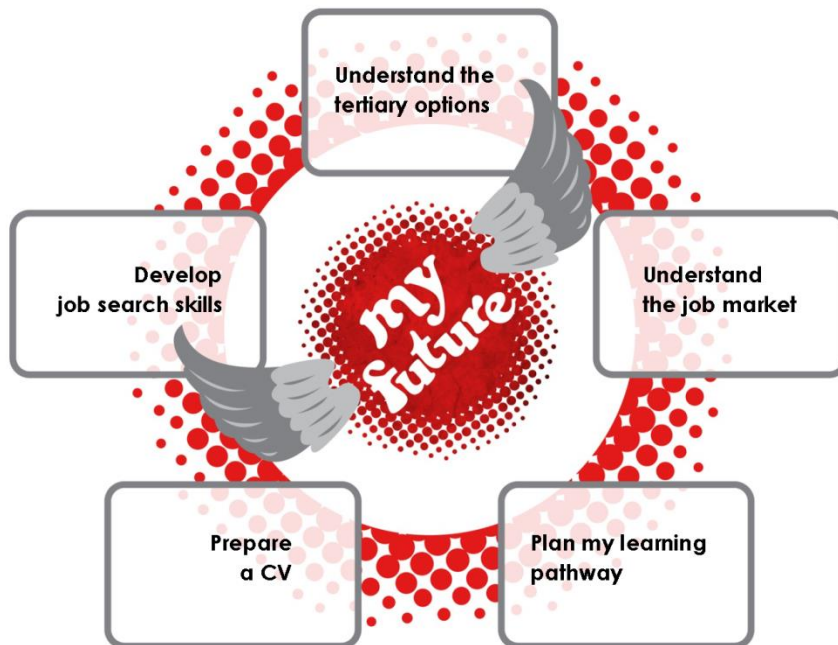 Understand the
tertiary options
Understand
the job market
Plan my learning
pathway
Prepare
a CV
Develop
job search skills
my
future